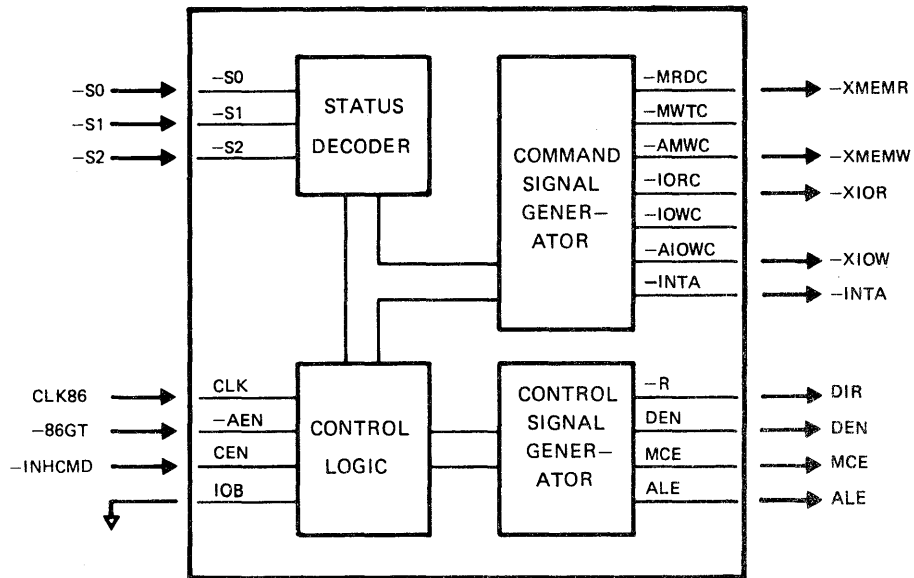 -S0
-S1
-S2
-S0
-S1
-S2
STATUS
DECODER
COMMAND
SIGNAL
GENER-
ATOR
-MRDC
-MWTC
-AMWC
-IORC
-IOWC
-AIOWC
-INTA
-XMEMR
-XMEMW
-XIOR
-XIOW
-INTA
CLK86
-86GT
-INHCMD
CLK
-AEN
CEN
IOB
CONTROL
LOGIC
CONTROL
SIGNAL
GENER-
ATOR
-R
DEN
MCE
ALE
DIR
DEN
MCE
ALE